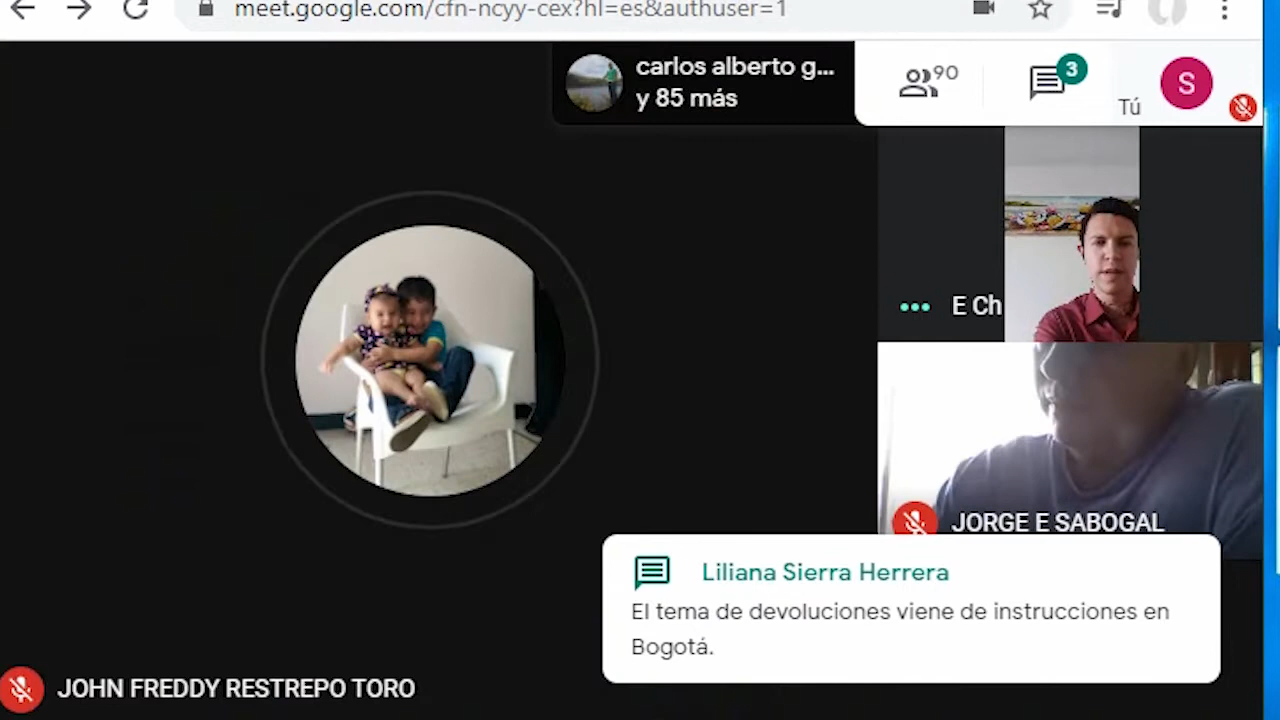 meet.google.com/cfn-ncyy-cex?hl=es&authuser=1
carlos alberto g...
y 85 más
90
3
Tú
S
E Ch
JORGE E SABOGAL
Liliana Sierra Herrera
El tema de devoluciones viene de instrucciones en
Bogotá.
JOHN FREDDY RESTREPO TORO